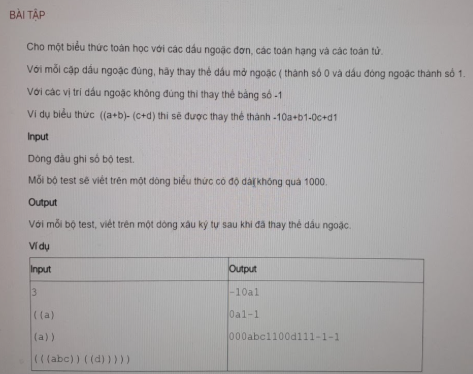 BÀI TẬP
Cho một biểu thức toán học với các dấu ngoặc đơn, các toán hạng và các toán tử.
Với mỗi cặp dấu ngoặc đúng, hãy thay thế dấu mở ngoặc ( thành số 0 và dấu đóng ngoặc thành số 1.
Với các vị trí dấu ngoặc không đúng thì thay thế bằng số -1
Ví dụ biểu thức ((a+b)- (c+d) thì sẽ được thay thế thành -10a+b1-0c+d1
Input
Dòng đầu ghi số bộ test.
Mỗi bộ test sẽ viết trên một dòng biểu thức có độ dài không quá 1000.
Output
Với mỗi bộ test, viết trên một dòng xâu ký tự sau khi đã thay thế dấu ngoặc.
Ví dụ
Input Output
3 -10a1
((a) 0a1-1
(a)) 000abc1100d111-1-1
(((abc))((d)))))